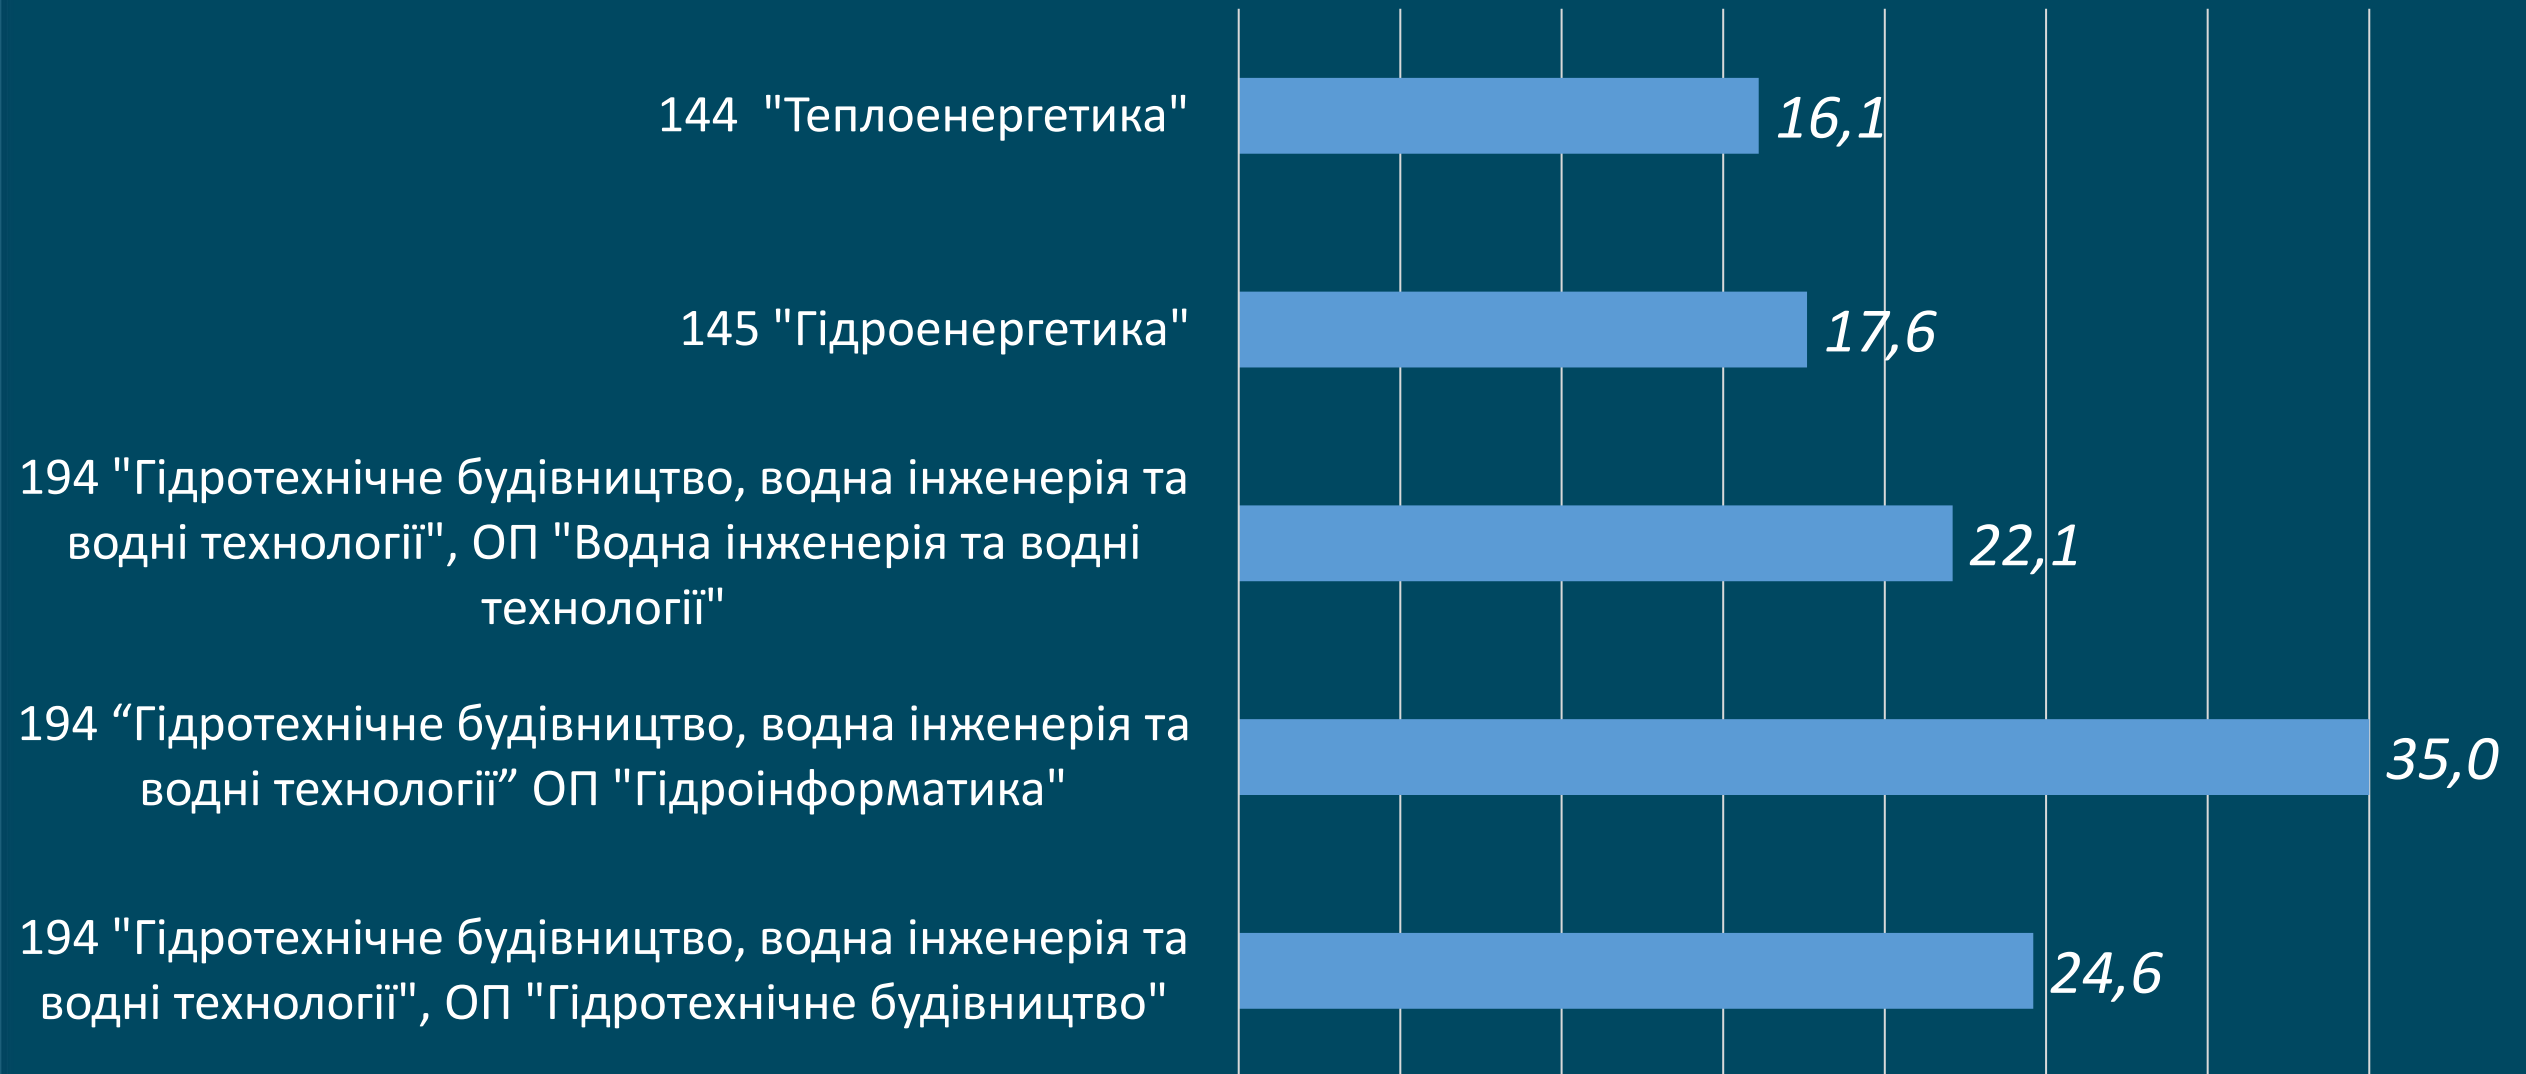 144  "Теплоенергетика"
16,1
145 "Гідроенергетика"
17,6
194 "Гідротехнічне будівництво, водна інженерія та
водні технології", ОП "Водна інженерія та водні
технології"
22,1
194 “Гідротехнічне будівництво, водна інженерія та
водні технології” ОП "Гідроінформатика"
35,0
194 "Гідротехнічне будівництво, водна інженерія та
водні технології", ОП "Гідротехнічне будівництво"
24,6